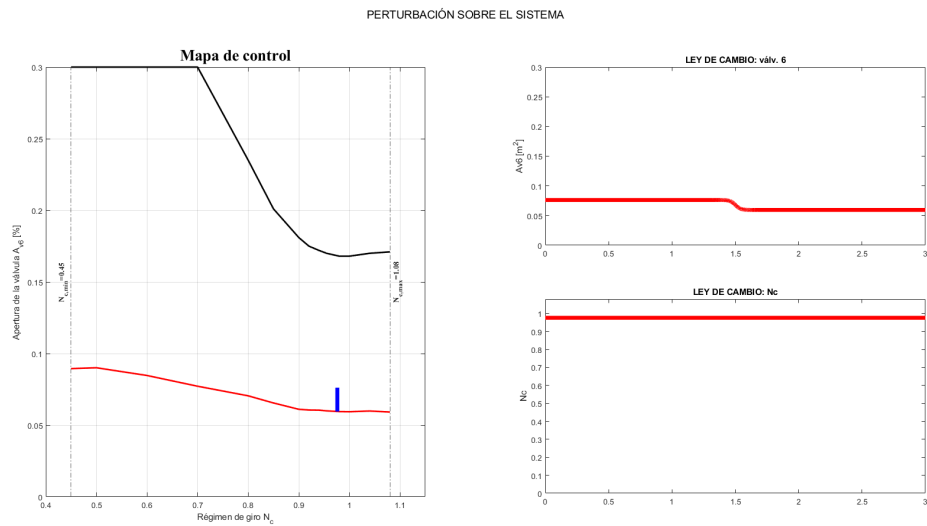 PERTURBACIÓN SOBRE EL SISTEMA
Mapa de control
0.3
0.25
0.2
0.15
0.1
0.05
0
Apertura de la válvula A_v6 [%]
N_c,min=0.45
N_c,max=1.08
0.4 0.5 0.6 0.7 0.8 0.9 1 1.1
Régimen de giro N_c
LEY DE CAMBIO: válv. 6
0.3
0.25
0.2
0.15
0.1
0.05
0
Av6 [m²]
0 0.5 1 1.5 2 2.5 3
LEY DE CAMBIO: Nc
1
0.9
0.8
0.7
0.6
0.5
0.4
0.3
0.2
0.1
0
Nc
0 0.5 1 1.5 2 2.5 3